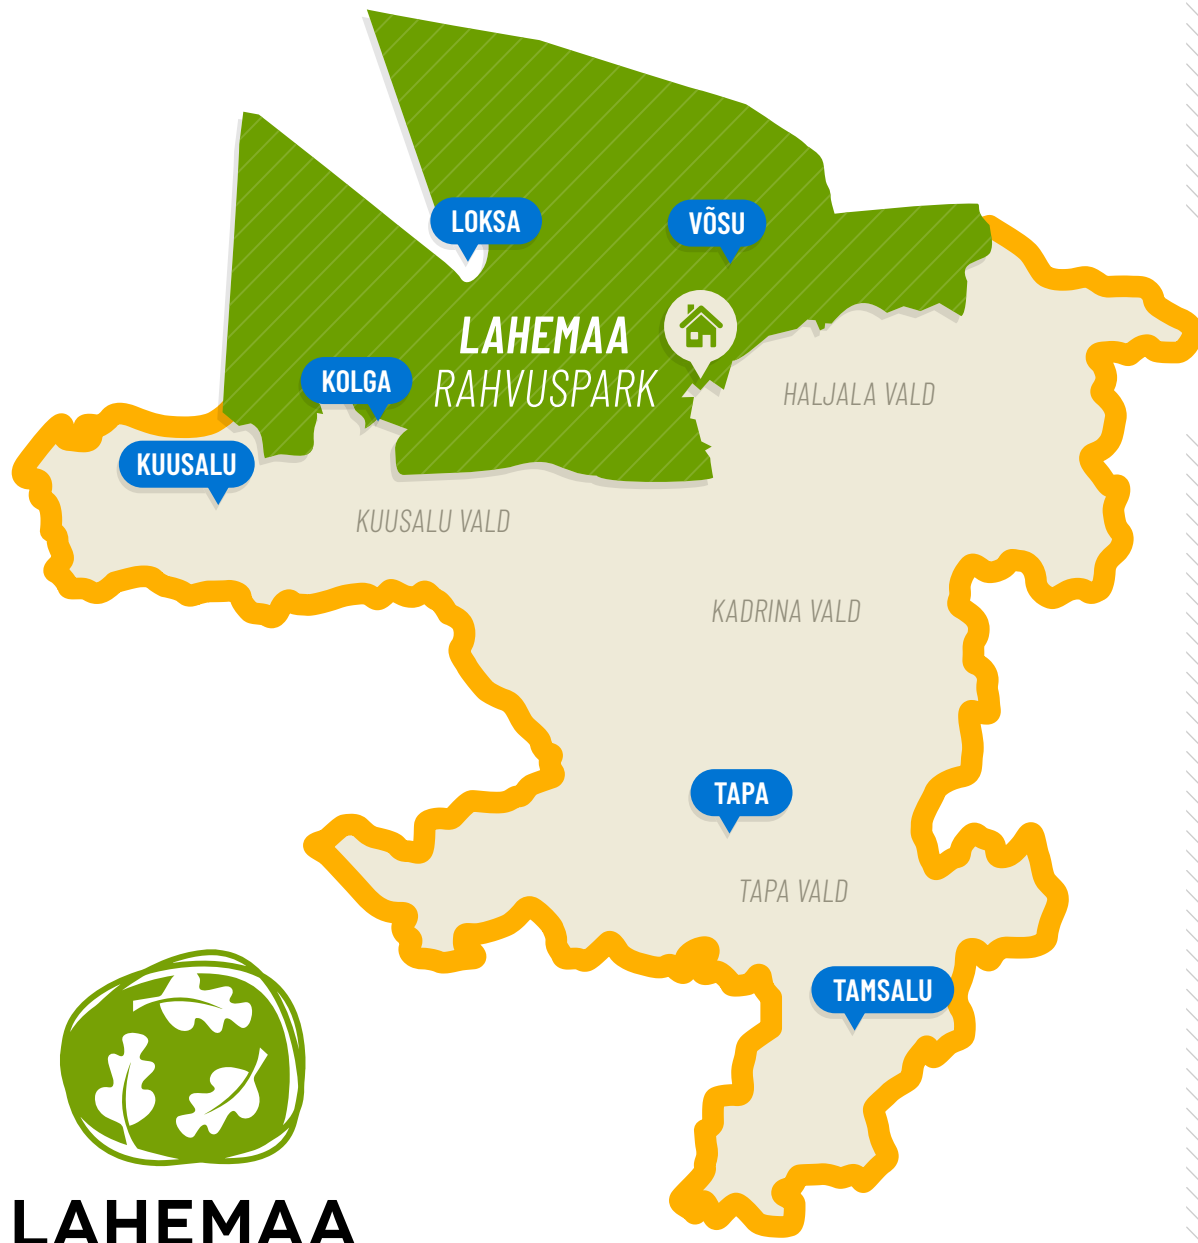 LOKSA
VÕSU
LAHEMAA
RAHVUSPARK
KOLGA
HALJALA VALD
KUUSALU
KUUSALU VALD
KADRINA VALD
TAPA
TAPA VALD
TAMSALU
LAHEMAA